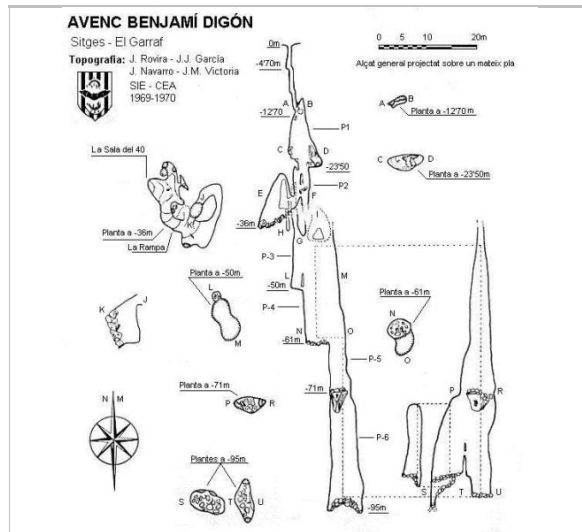 AVENC BENJAMÍ DIGÓN
Sitges - El Garraf
Topografia: J. Rovira - J.J. García
J. Navarro - J.M. Victoria
SIE - CEA
1969-1970
0m
-4'70m
0 5 10 20m
Alçat general projectat sobre un mateix pla
A B
-12'70
P1
A B
Planta a -12'70m
C D
-23'50
C D
Planta a -23'50m
La Sala del 40
E F
P2
J
K
Planta a -36m
La Rampa
-36m
H
G
P-3
Planta a -50m
L
M
L
-50m
M
P-4
Planta a -61m
N
O
K J
N
-61m
O
P-5
N M
Planta a -71m
P R
-71m
P R
P-6
Plantes a -95m
S T U
-95m
S T U